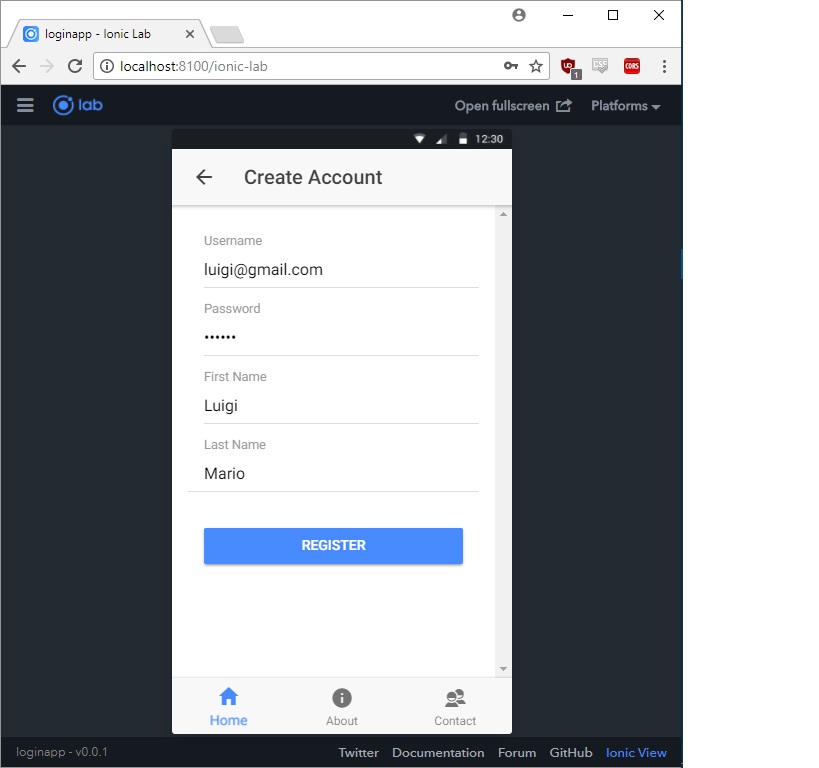 loginapp - Ionic Lab
localhost:8100/ionic-lab
1
CORS
lab
Open fullscreen
Platforms
12:30
Create Account
Username
luigi@gmail.com
Password
••••••
First Name
Luigi
Last Name
Mario
REGISTER
Home
About
Contact
loginapp - v0.0.1
Twitter Documentation Forum GitHub Ionic View